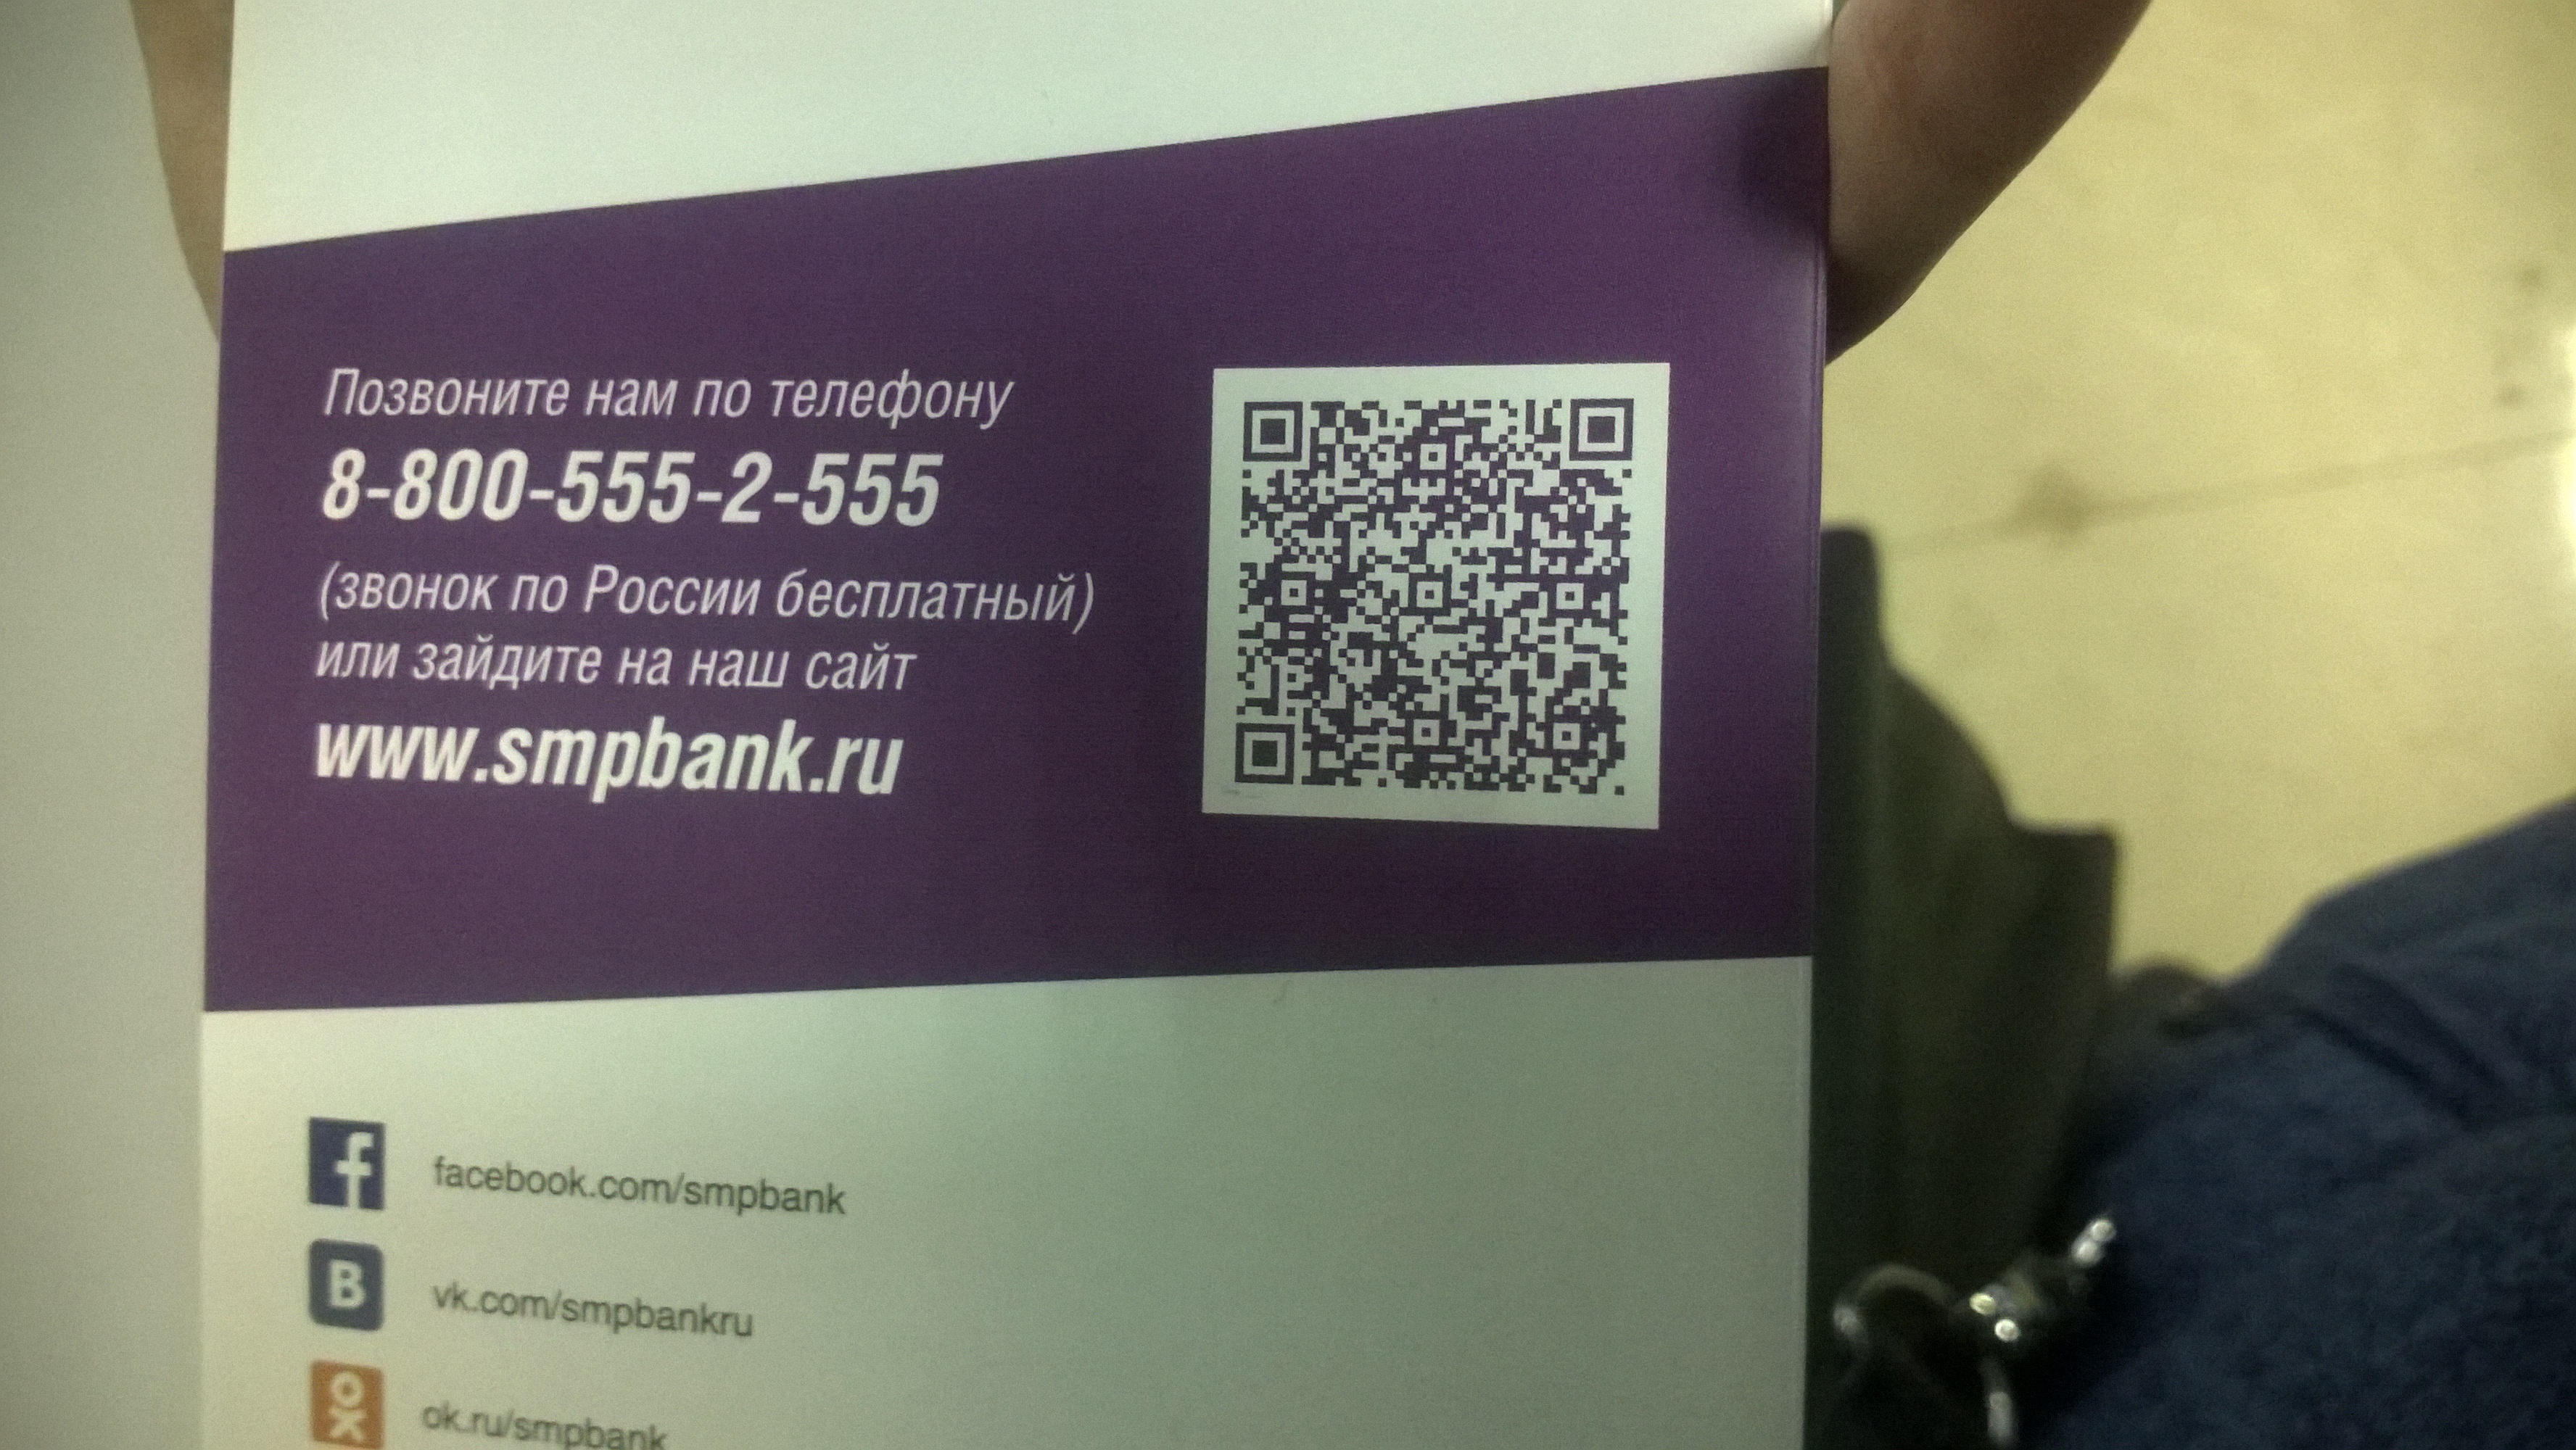 Позвоните нам по телефону
8-800-555-2-555
(звонок по России бесплатный)
или зайдите на наш сайт
www.smpbank.ru
facebook.com/smpbank
vk.com/smpbankru
ok.ru/smpbank